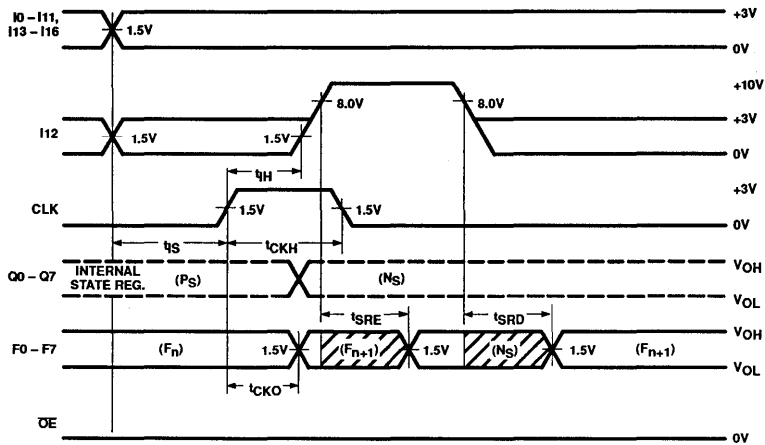 I0 – I11,
I13 – I16
1.5V
+3V
0V
+10V
8.0V
8.0V
I12
1.5V
1.5V
+3V
0V
tIH
CLK
1.5V
1.5V
+3V
0V
tIS
tCKH
Q0 – Q7
INTERNAL
STATE REG.
(PS)
(NS)
VOH
VOL
tSRE
tSRD
F0 – F7
(Fn)
1.5V
(Fn+1)
1.5V
(NS)
1.5V
(Fn+1)
VOH
VOL
tCKO
OE
0V